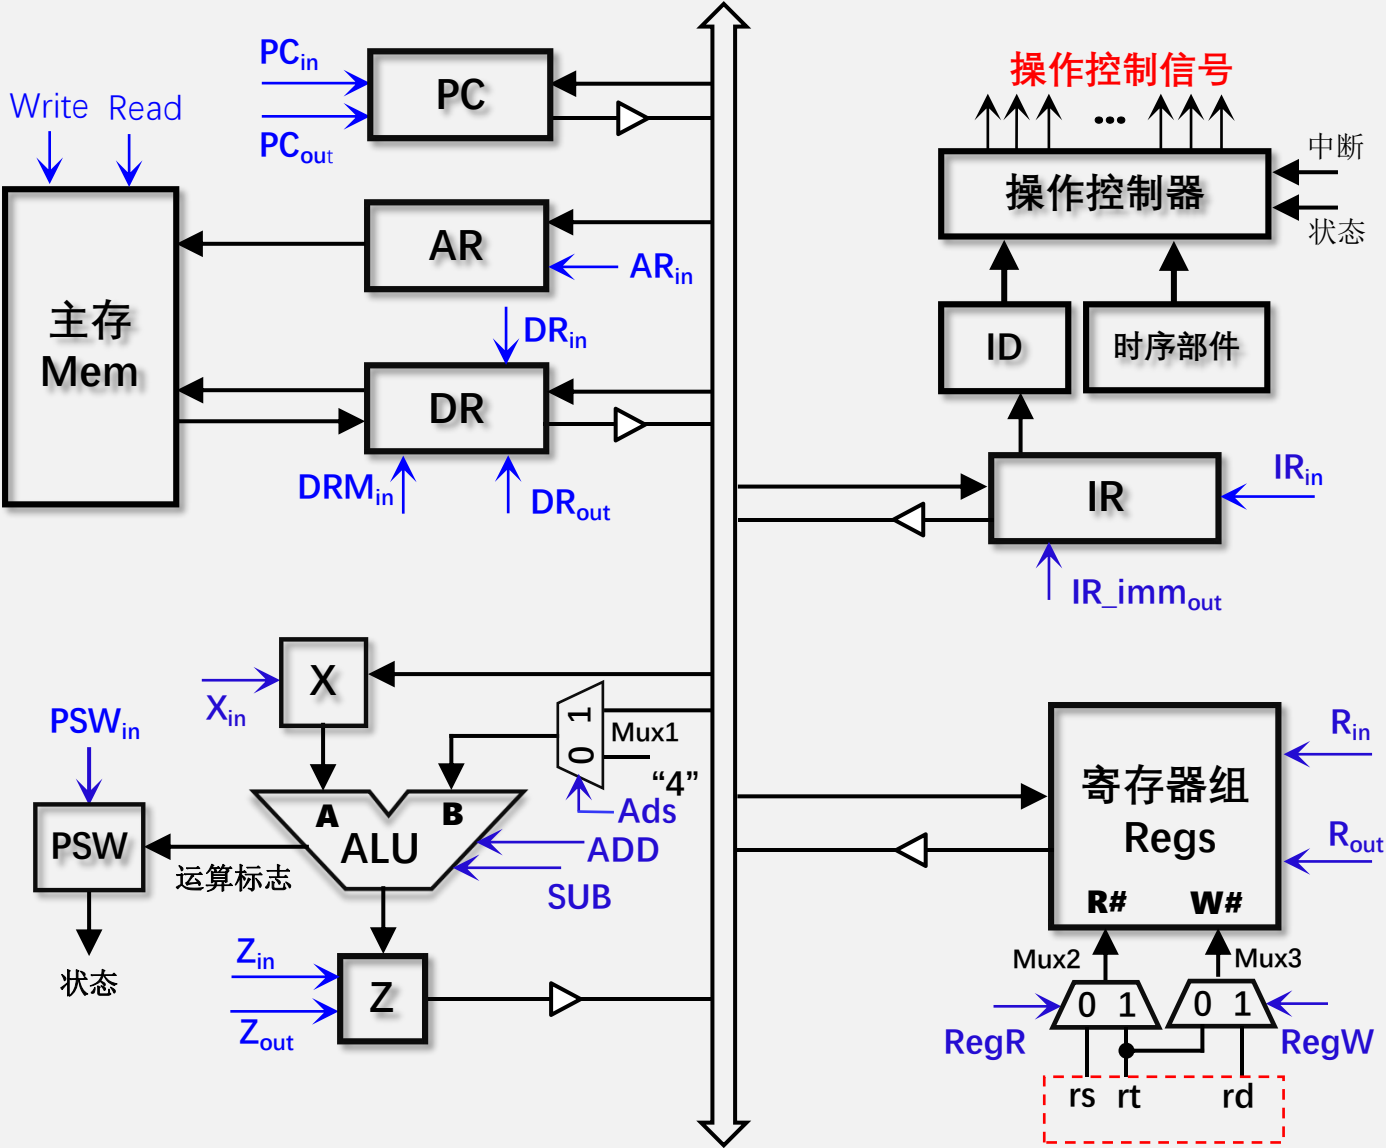 PCin
PCout
PC
Write
Read
AR
ARin
主存
Mem
DRin
DR
DRMin
DRout
操作控制信号
•••
操作控制器
中断
状态
ID
时序部件
IR
IRin
IR_immout
X
Xin
PSWin
1
0
Mux1
“4”
Ads
A
B
ALU
ADD
SUB
PSW
运算标志
状态
Zin
Zout
Z
寄存器组
Regs
Rin
Rout
R#
W#
Mux2
Mux3
0 1
0 1
RegR
RegW
rs
rt
rd